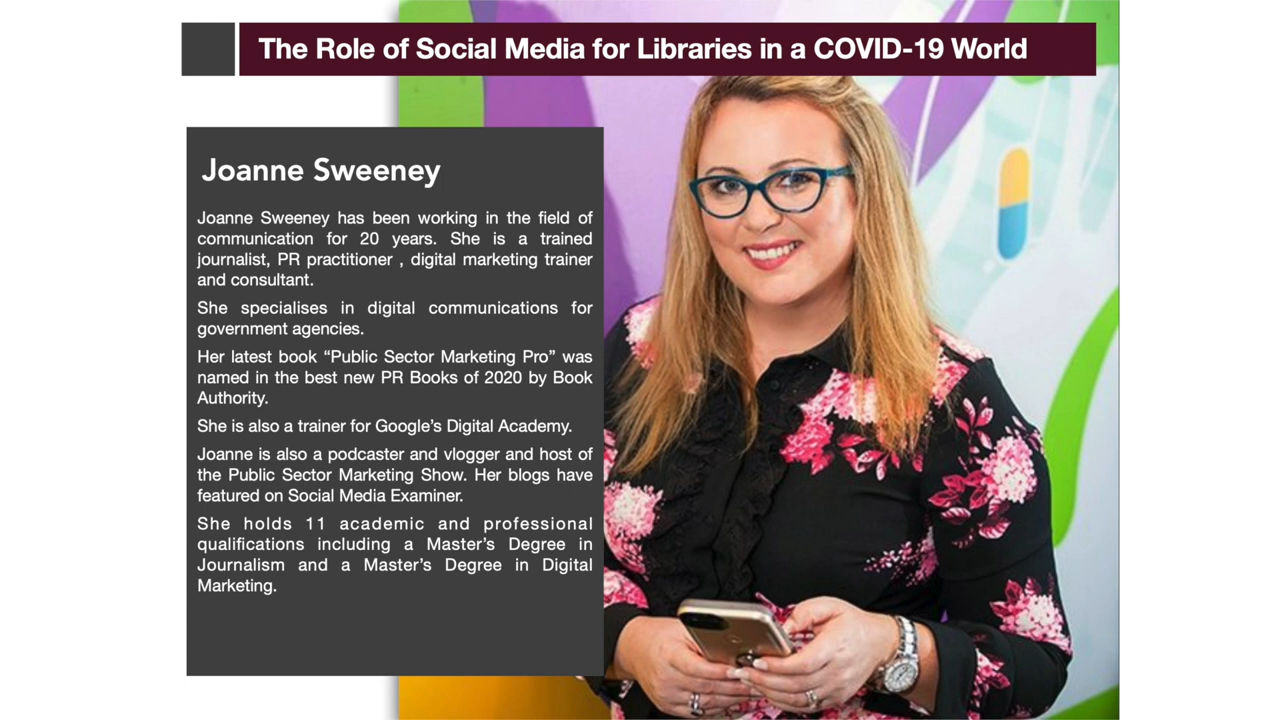 The Role of Social Media for Libraries in a COVID-19 World
Joanne Sweeney
Joanne Sweeney has been working in the field of
communication for 20 years. She is a trained
journalist, PR practitioner , digital marketing trainer
and consultant.
She specialises in digital communications for
government agencies.
Her latest book “Public Sector Marketing Pro” was
named in the best new PR Books of 2020 by Book
Authority.
She is also a trainer for Google’s Digital Academy.
Joanne is also a podcaster and vlogger and host of
the Public Sector Marketing Show. Her blogs have
featured on Social Media Examiner.
She holds 11 academic and professional
qualifications including a Master’s Degree in
Journalism and a Master’s Degree in Digital
Marketing.